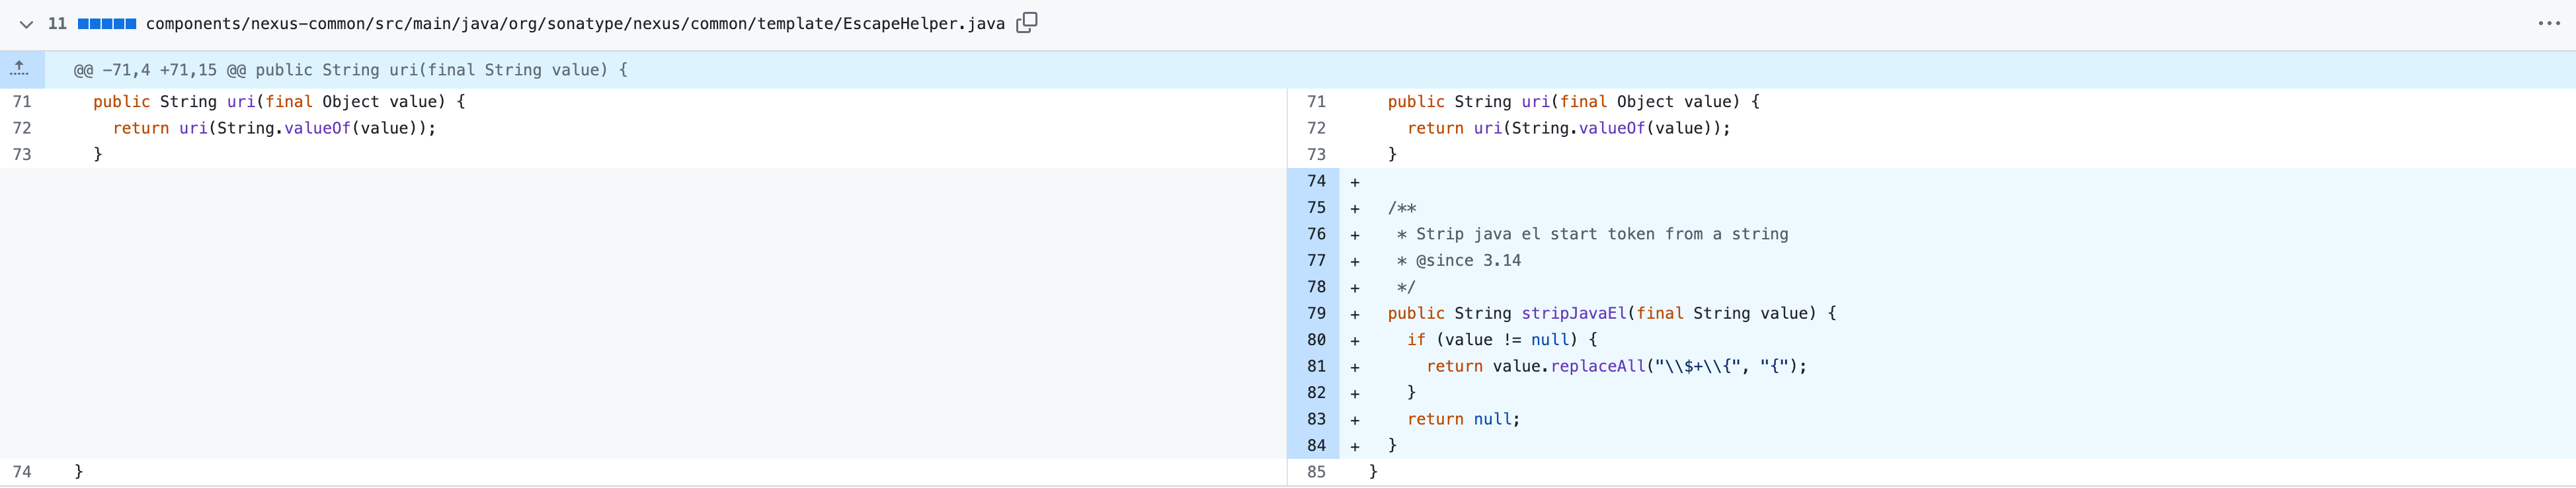 11 components/nexus-common/src/main/java/org/sonatype/nexus/common/template/EscapeHelper.java
@@ -71,4 +71,15 @@ public String uri(final String value) {
71 public String uri(final Object value) {
72 return uri(String.valueOf(value));
73 }
74 }
71 public String uri(final Object value) {
72 return uri(String.valueOf(value));
73 }
74 +
75 + /**
76 + * Strip java el start token from a string
77 + * @since 3.14
78 + */
79 + public String stripJavaEl(final String value) {
80 + if (value != null) {
81 + return value.replaceAll("\\$+\\{", "{");
82 + }
83 + return null;
84 + }
85 }